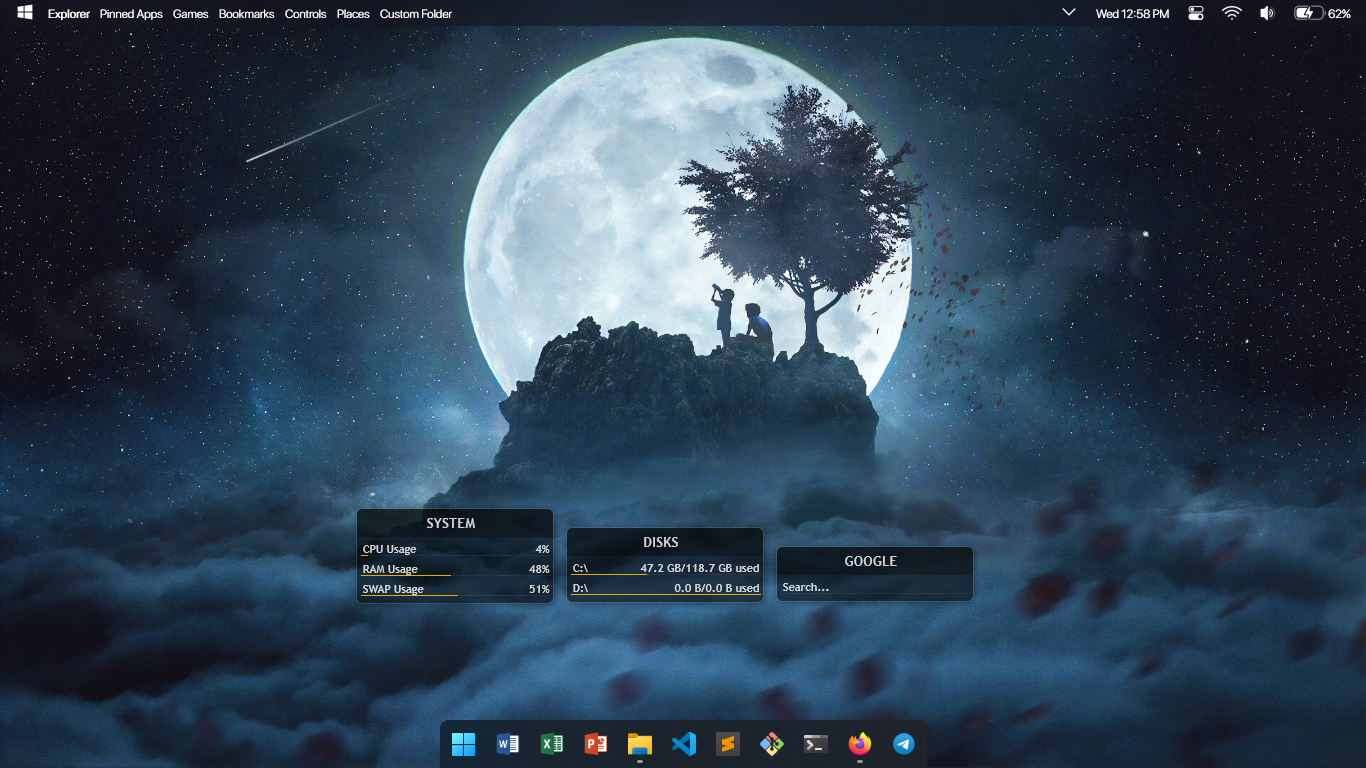 Explorer Pinned Apps Games Bookmarks Controls Places Custom Folder Wed 12:58 PM 62%
SYSTEM
CPU Usage 4%
RAM Usage 48%
SWAP Usage 51%
DISKS
C:\ 47.2 GB/118.7 GB used
D:\ 0.0 B/0.0 B used
GOOGLE
Search...